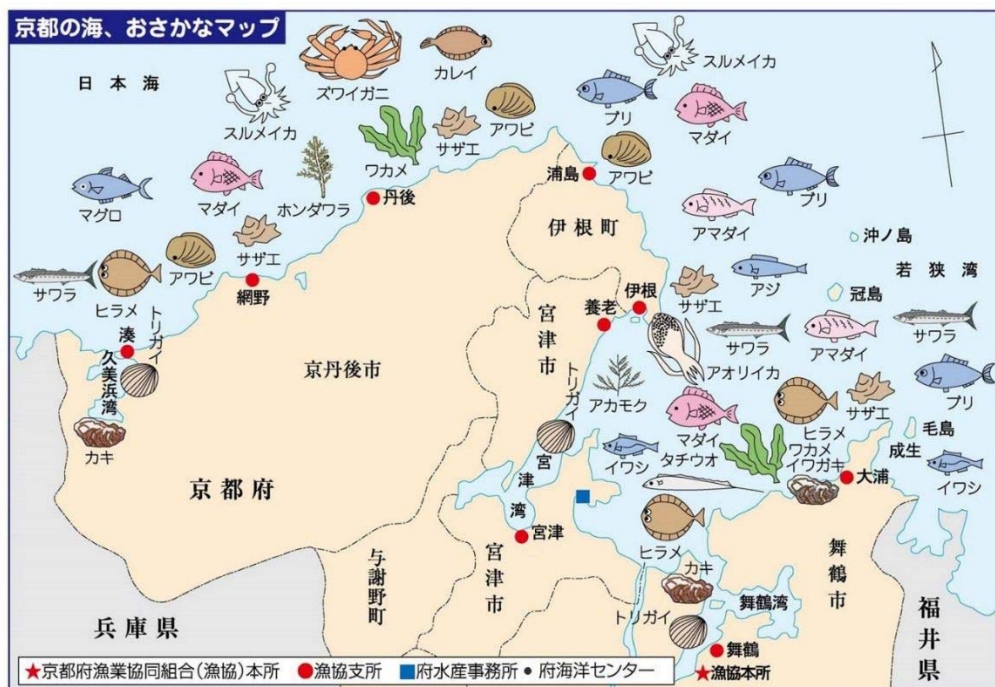 京都の海、おさかなマップ
日本海
スルメイカ
ズワイガニ
カレイ
スルメイカ
ブリ
マダイ
アワビ
サザエ
ワカメ
ホンダワラ
マダイ
マグロ
丹後
浦島
アワビ
ブリ
アマダイ
伊根町
沖ノ島
若狭湾
サザエ
アワビ
サワラ
ヒラメ
網野
伊根
養老
サザエ
アジ
冠島
湊
トリガイ
久美浜湾
カキ
京丹後市
宮津市
トリガイ
アオリイカ
サワラ
アマダイ
サワラ
アカモク
マダイ
ヒラメ
サザエ
ブリ
ワカメ
イワガキ
毛島
成生
イワシ
タチウオ
大浦
イワシ
京都府
宮津湾
宮津
ヒラメ
与謝野町
宮津市
カキ
トリガイ
舞鶴湾
舞鶴市
兵庫県
福井県
舞鶴
漁協本所
★京都府漁業協同組合(漁協)本所 ●漁協支所 ■府水産事務所 ●府海洋センター